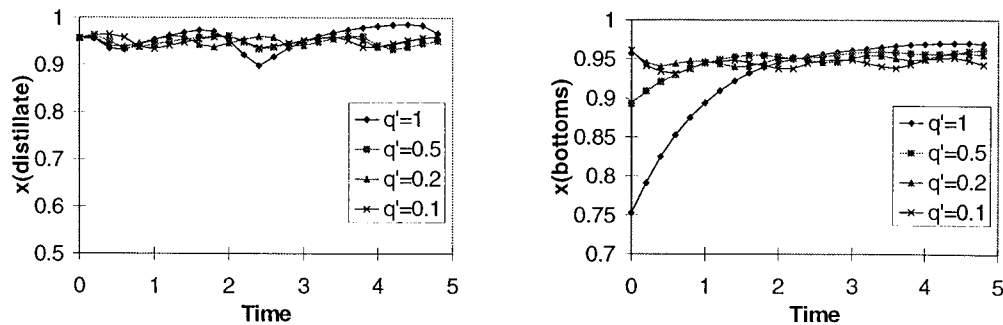 x(distillate)
1
0.9
0.8
0.7
0.6
0.5
0 1 2 3 4 5
Time
q'=1
q'=0.5
q'=0.2
q'=0.1
x(bottoms)
1
0.95
0.9
0.85
0.8
0.75
0.7
0 1 2 3 4 5
Time
q'=1
q'=0.5
q'=0.2
q'=0.1